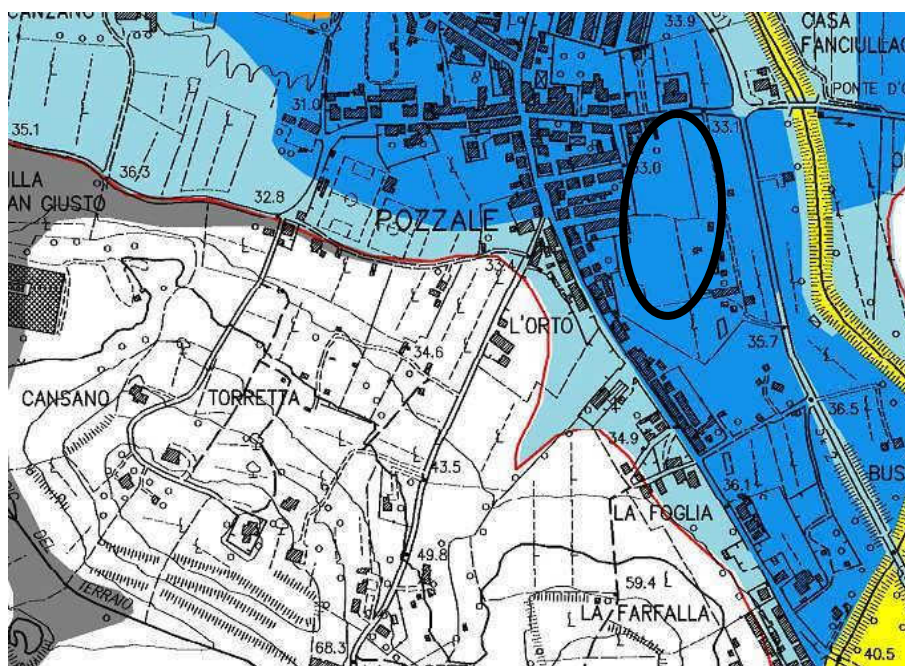 CANZANO
33.9
CASA
FANCIULLAC
PONTE D'O
31.0
33.1
35.1
36.3
33.0
32.8
ILLA
AN GIUSTO
POZZALE
33
L'ORTO
35.7
34.6
CANSANO
TORRETTA
36.5
34.9
43.5
BUS
36.1
LA FOGLIA
DEL
49.8
59.4
TERRAIO
LA FARFALLA
68.3
40.5